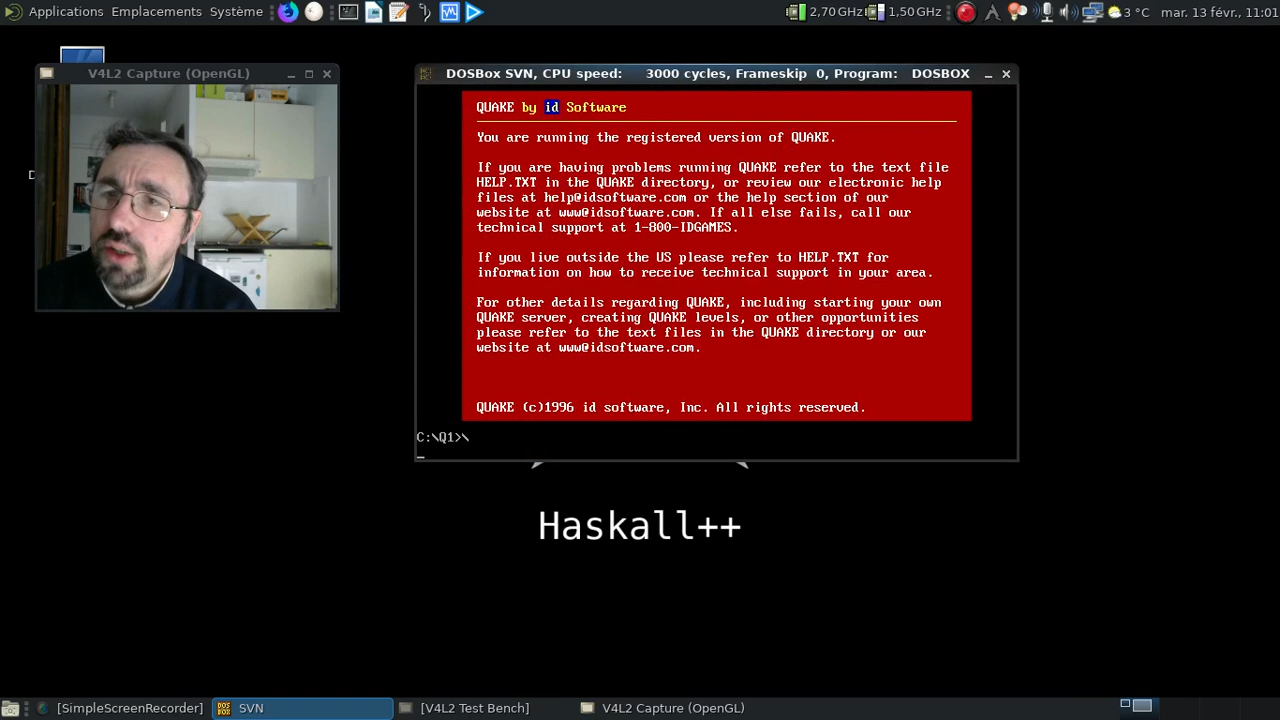 Applications Emplacements Système 2,70 GHz 1,50 GHz 3 °C mar. 13 févr., 11:01
V4L2 Capture (OpenGL)
DOSBox SVN, CPU speed: 3000 cycles, Frameskip 0, Program: DOSBOX
QUAKE by id Software
You are running the registered version of QUAKE.
If you are having problems running QUAKE refer to the text file
HELP.TXT in the QUAKE directory, or review our electronic help
files at help@idsoftware.com or the help section of our
website at www@idsoftware.com. If all else fails, call our
technical support at 1-800-IDGAMES.
If you live outside the US please refer to HELP.TXT for
information on how to receive technical support in your area.
For other details regarding QUAKE, including starting your own
QUAKE server, creating QUAKE levels, or other opportunities
please refer to the text files in the QUAKE directory or our
website at www@idsoftware.com.
QUAKE (c)1996 id software, Inc. All rights reserved.
C:\Q1>\
Haskall++
[SimpleScreenRecorder] SVN [V4L2 Test Bench] V4L2 Capture (OpenGL)